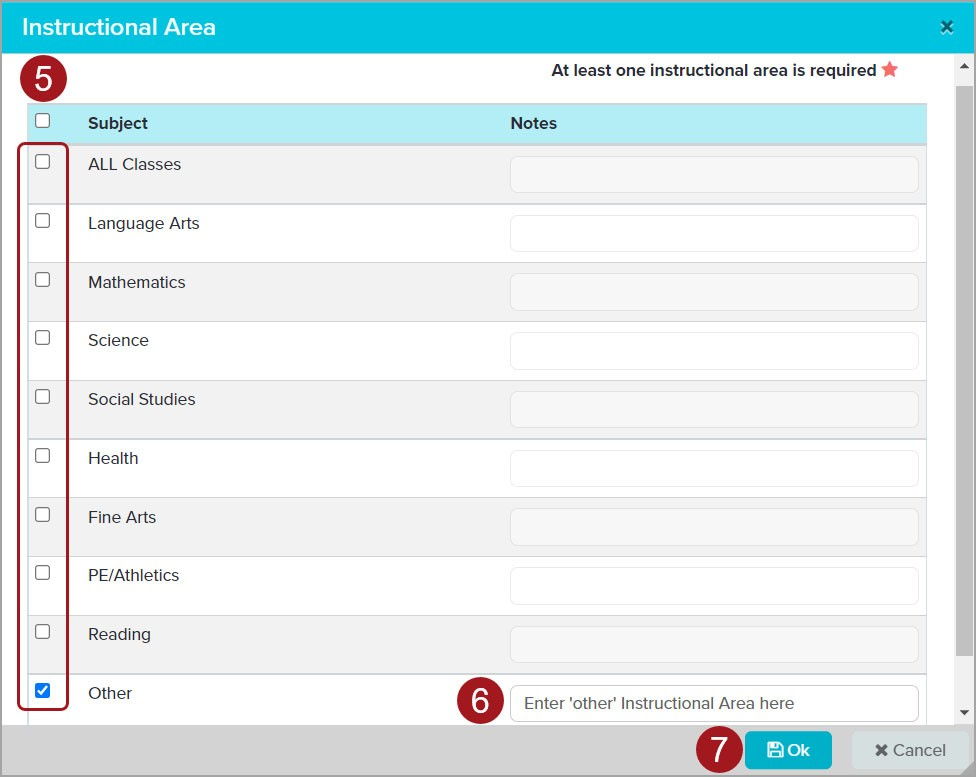 Instructional Area
5
At least one instructional area is required
Subject Notes
ALL Classes
Language Arts
Mathematics
Science
Social Studies
Health
Fine Arts
PE/Athletics
Reading
Other
6 Enter 'other' Instructional Area here
7 Ok Cancel